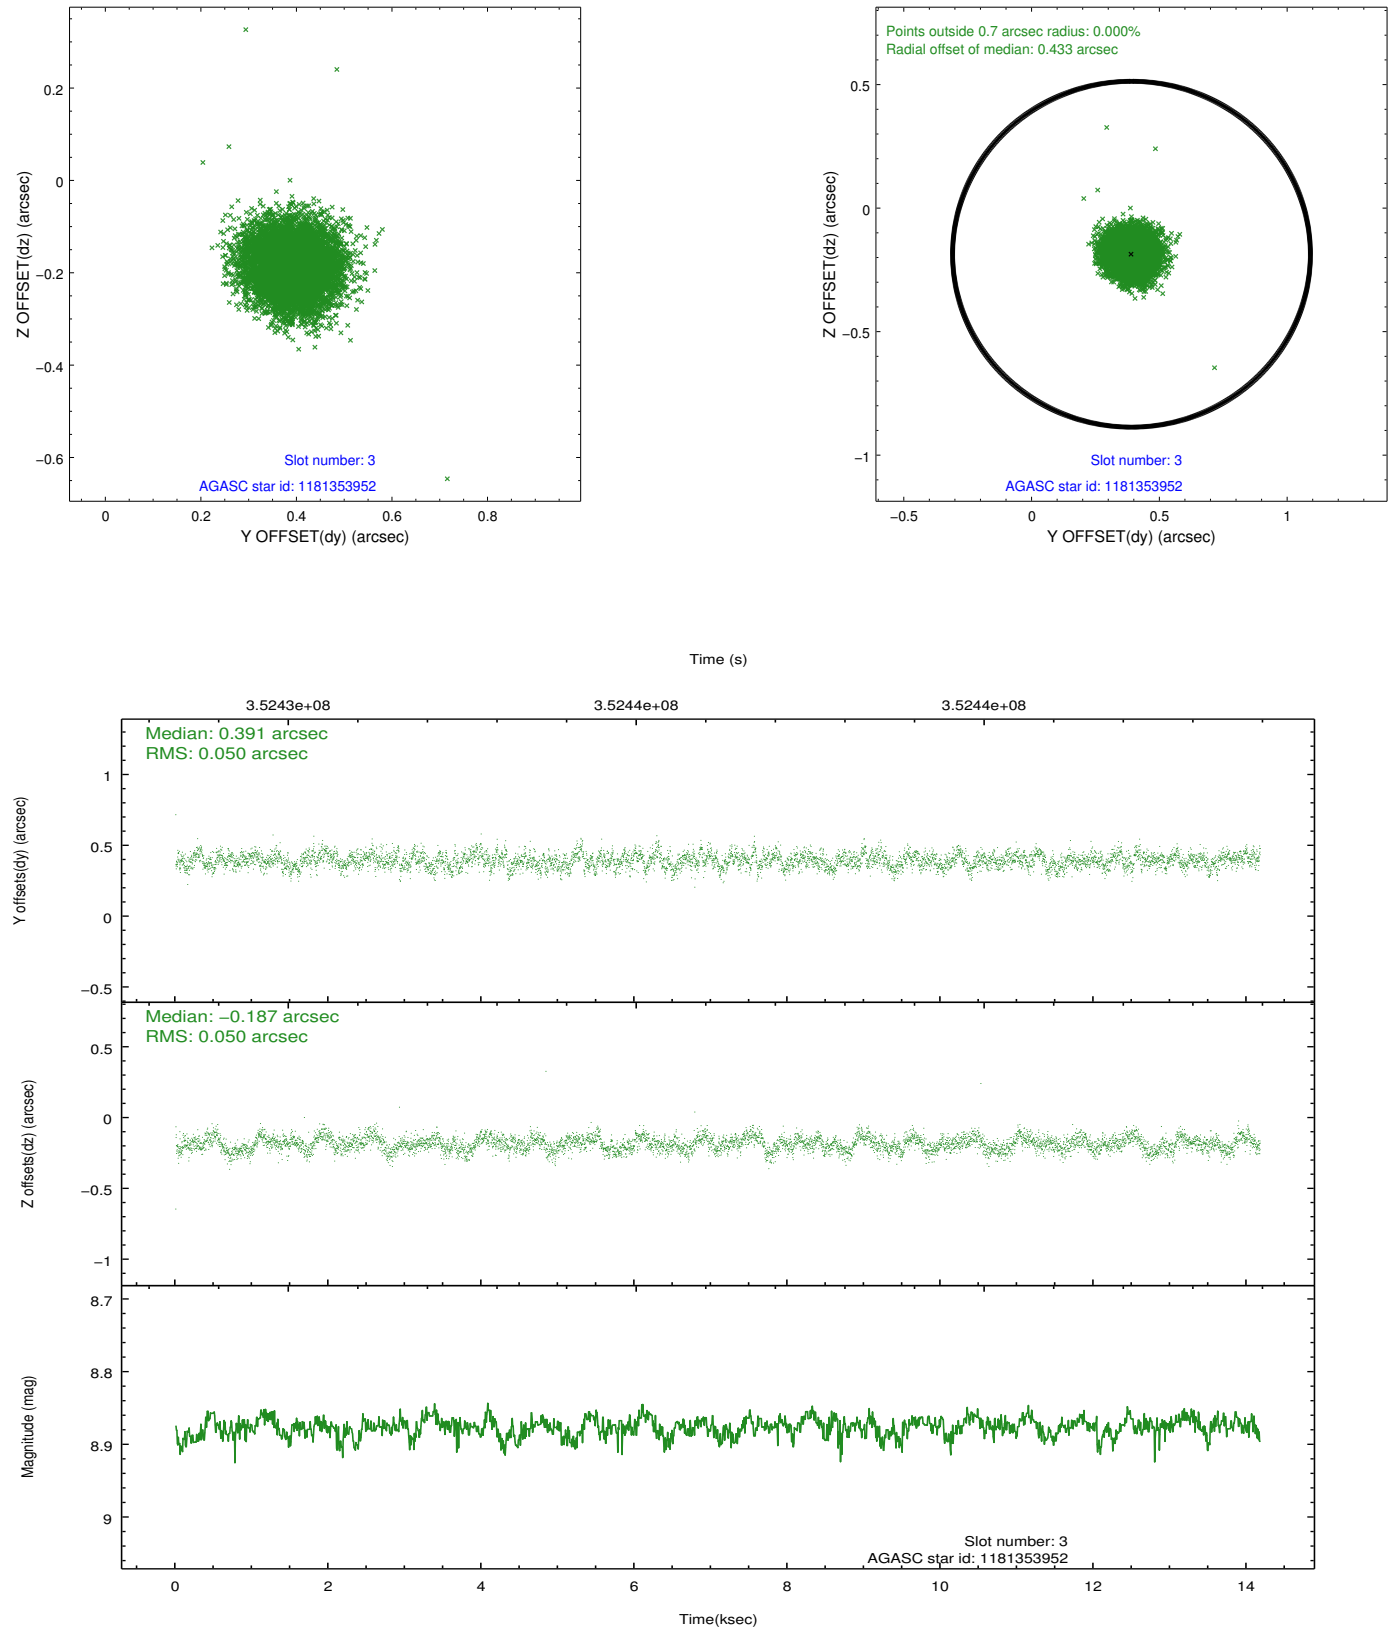 0.2
0
−0.2
−0.4
−0.6
Z OFFSET(dz) (arcsec)
Slot number: 3
AGASC star id: 1181353952
0 0.2 0.4 0.6 0.8
Y OFFSET(dy) (arcsec)
Points outside 0.7 arcsec radius: 0.000%
Radial offset of median: 0.433 arcsec
0.5
0
−0.5
−1
Z OFFSET(dz) (arcsec)
Slot number: 3
AGASC star id: 1181353952
−0.5 0 0.5 1
Y OFFSET(dy) (arcsec)
Time (s)
3.5243e+08 3.5244e+08 3.5244e+08
Median: 0.391 arcsec
RMS: 0.050 arcsec
1
0.5
0
−0.5
Y offsets(dy) (arcsec)
Median: −0.187 arcsec
RMS: 0.050 arcsec
0.5
0
−0.5
−1
Z offsets(dz) (arcsec)
8.7
8.8
8.9
9
Magnitude (mag)
Slot number: 3
AGASC star id: 1181353952
0 2 4 6 8 10 12 14
Time(ksec)